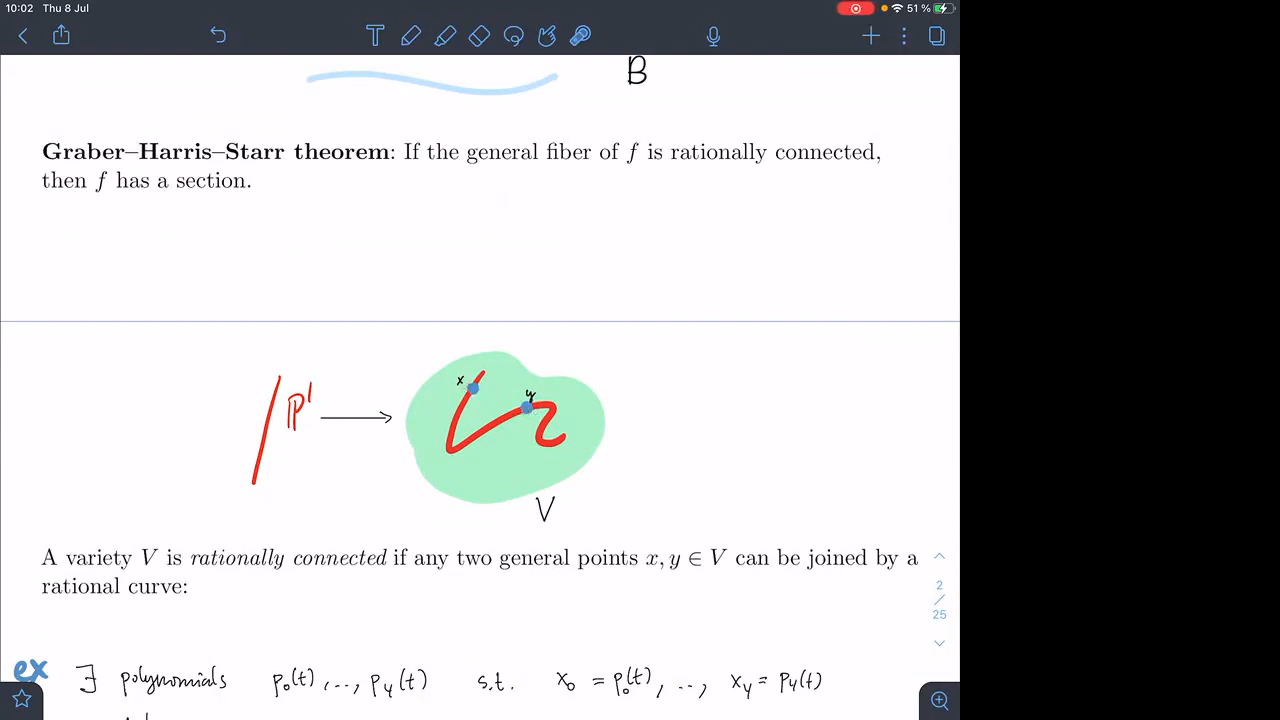 10:02 Thu 8 Jul 51 %
B
Graber–Harris–Starr theorem: If the general fiber of f is rationally connected,
then f has a section.
x
y
ℙ¹
V
A variety V is rationally connected if any two general points x, y ∈ V can be joined by a
rational curve:
2
/
25
ex ∃ polynomials p₀(t), ..., p₄(t) s.t. x₀ = p₀(t), ..., x₄ = p₄(t)